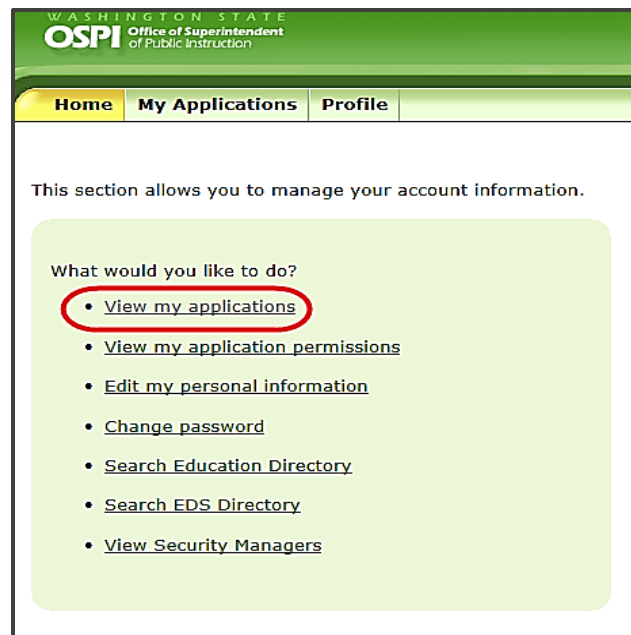 WASHINGTON STATE
OSPI Office of Superintendent
of Public Instruction
Home My Applications Profile
This section allows you to manage your account information.
What would you like to do?
• View my applications
• View my application permissions
• Edit my personal information
• Change password
• Search Education Directory
• Search EDS Directory
• View Security Managers